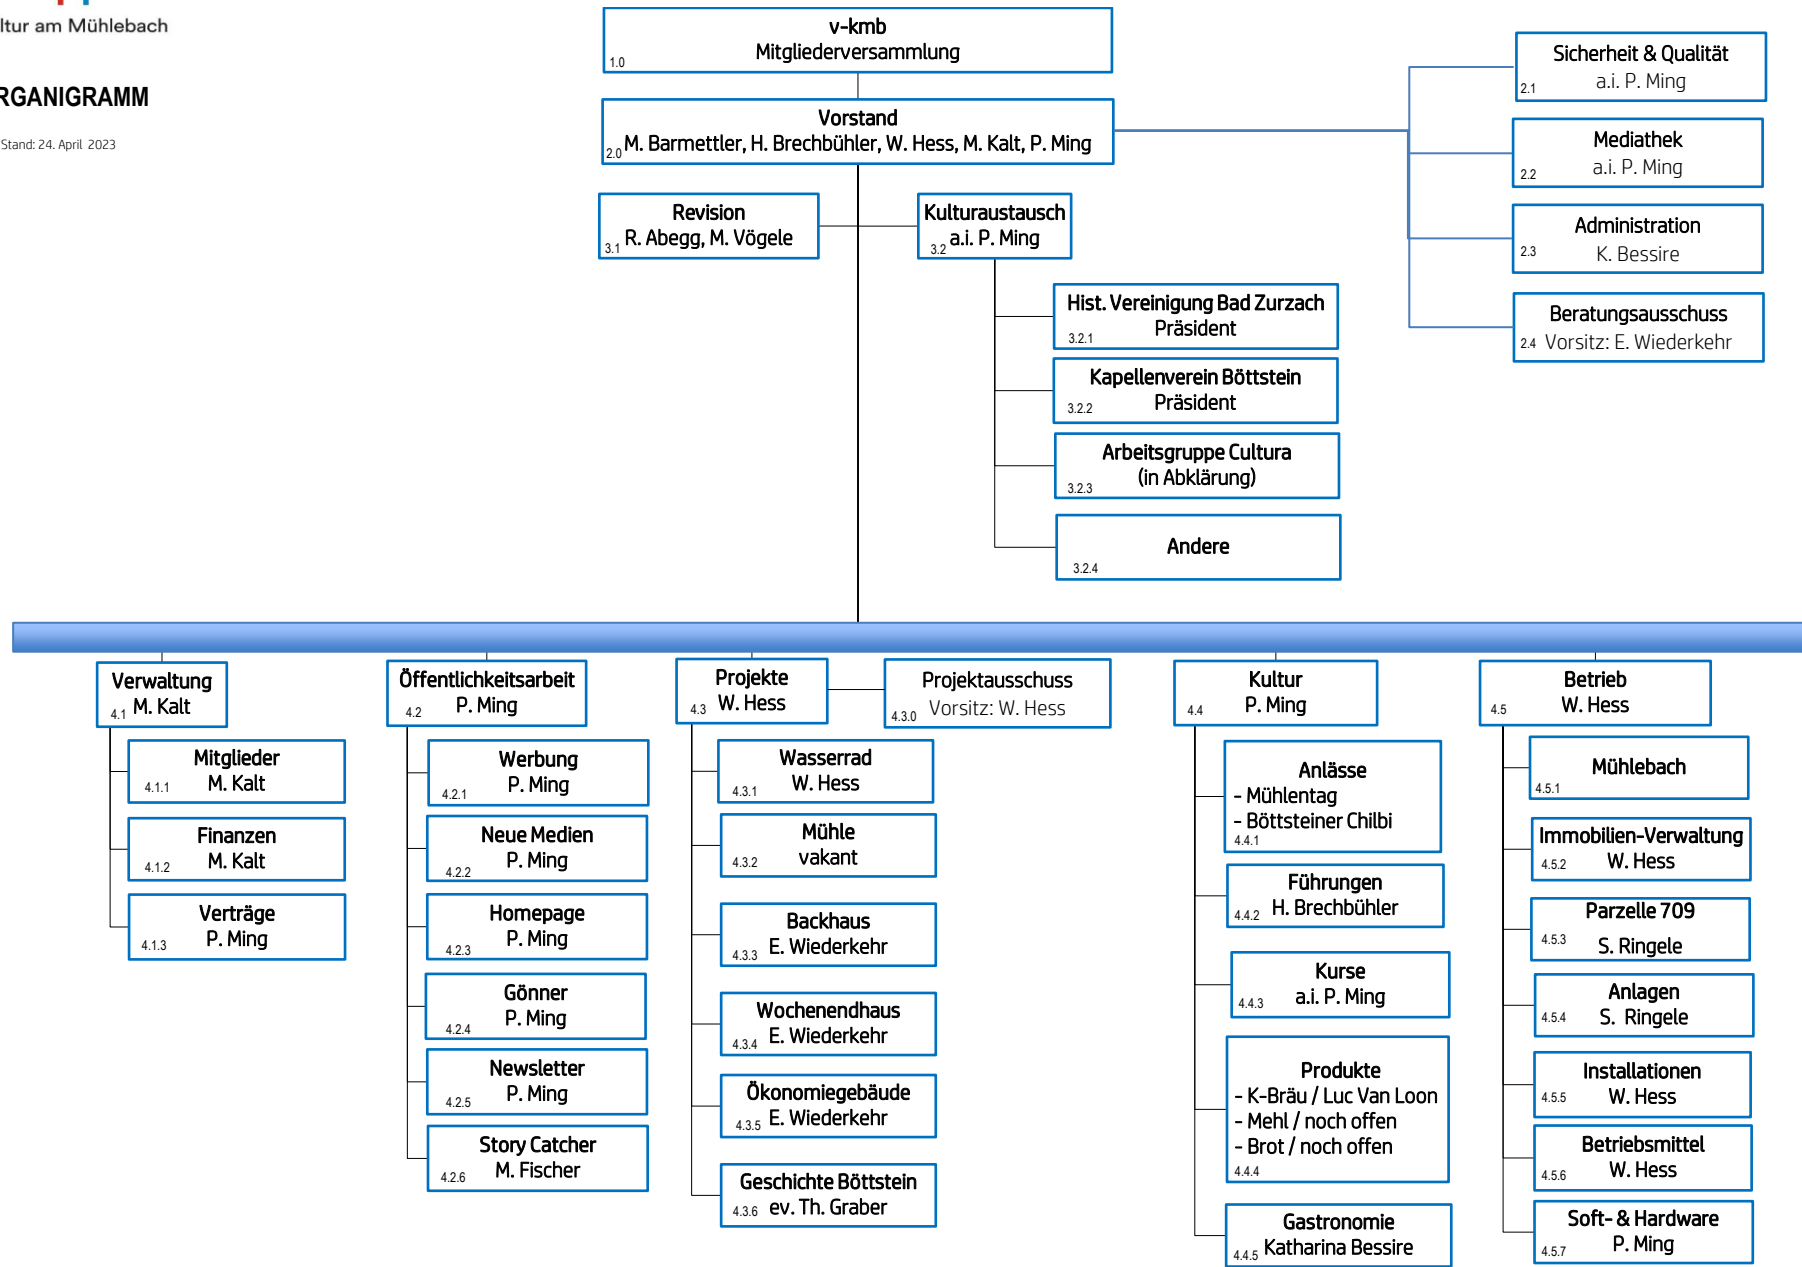 ltur am Mühlebach
RGANIGRAMM
Stand: 24. April 2023
v-kmb
Mitgliederversammlung
1.0
Vorstand
M. Barmettler, H. Brechbühler, W. Hess, M. Kalt, P. Ming
2.0
Sicherheit & Qualität
a.i. P. Ming
2.1
Mediathek
a.i. P. Ming
2.2
Administration
K. Bessire
2.3
Beratungsausschuss
2.4 Vorsitz: E. Wiederkehr
Revision
R. Abegg, M. Vögele
3.1
Kulturaustausch
a.i. P. Ming
3.2
Hist. Vereinigung Bad Zurzach
Präsident
3.2.1
Kapellenverein Böttstein
Präsident
3.2.2
Arbeitsgruppe Cultura
(in Abklärung)
3.2.3
Andere
3.2.4
Verwaltung
4.1 M. Kalt
Mitglieder
M. Kalt
4.1.1
Finanzen
M. Kalt
4.1.2
Verträge
P. Ming
4.1.3
Öffentlichkeitsarbeit
P. Ming
4.2
Werbung
P. Ming
4.2.1
Neue Medien
P. Ming
4.2.2
Homepage
P. Ming
4.2.3
Gönner
P. Ming
4.2.4
Newsletter
P. Ming
4.2.5
Story Catcher
M. Fischer
4.2.6
Projekte
4.3 W. Hess
Projektausschuss
4.3.0 Vorsitz: W. Hess
Wasserrad
W. Hess
4.3.1
Mühle
vakant
4.3.2
Backhaus
4.3.3 E. Wiederkehr
Wochenendhaus
4.3.4 E. Wiederkehr
Ökonomiegebäude
4.3.5 E. Wiederkehr
Geschichte Böttstein
4.3.6 ev. Th. Graber
Kultur
P. Ming
4.4
Anlässe
- Mühlentag
- Böttsteiner Chilbi
4.4.1
Führungen
4.4.2 H. Brechbühler
Kurse
a.i. P. Ming
4.4.3
Produkte
- K-Bräu / Luc Van Loon
- Mehl / noch offen
- Brot / noch offen
4.4.4
Gastronomie
4.4.5 Katharina Bessire
Betrieb
W. Hess
4.5
Mühlebach
4.5.1
Immobilien-Verwaltung
W. Hess
4.5.2
Parzelle 709
S. Ringele
4.5.3
Anlagen
S. Ringele
4.5.4
Installationen
W. Hess
4.5.5
Betriebsmittel
W. Hess
4.5.6
Soft- & Hardware
P. Ming
4.5.7